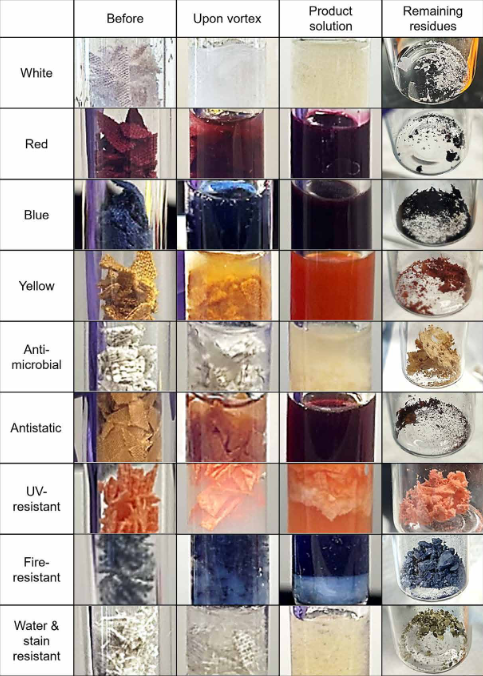 Before
Upon vortex
Product
solution
Remaining
residues
White
Red
Blue
Yellow
Anti-
microbial
Antistatic
UV-
resistant
Fire-
resistant
Water &
stain
resistant